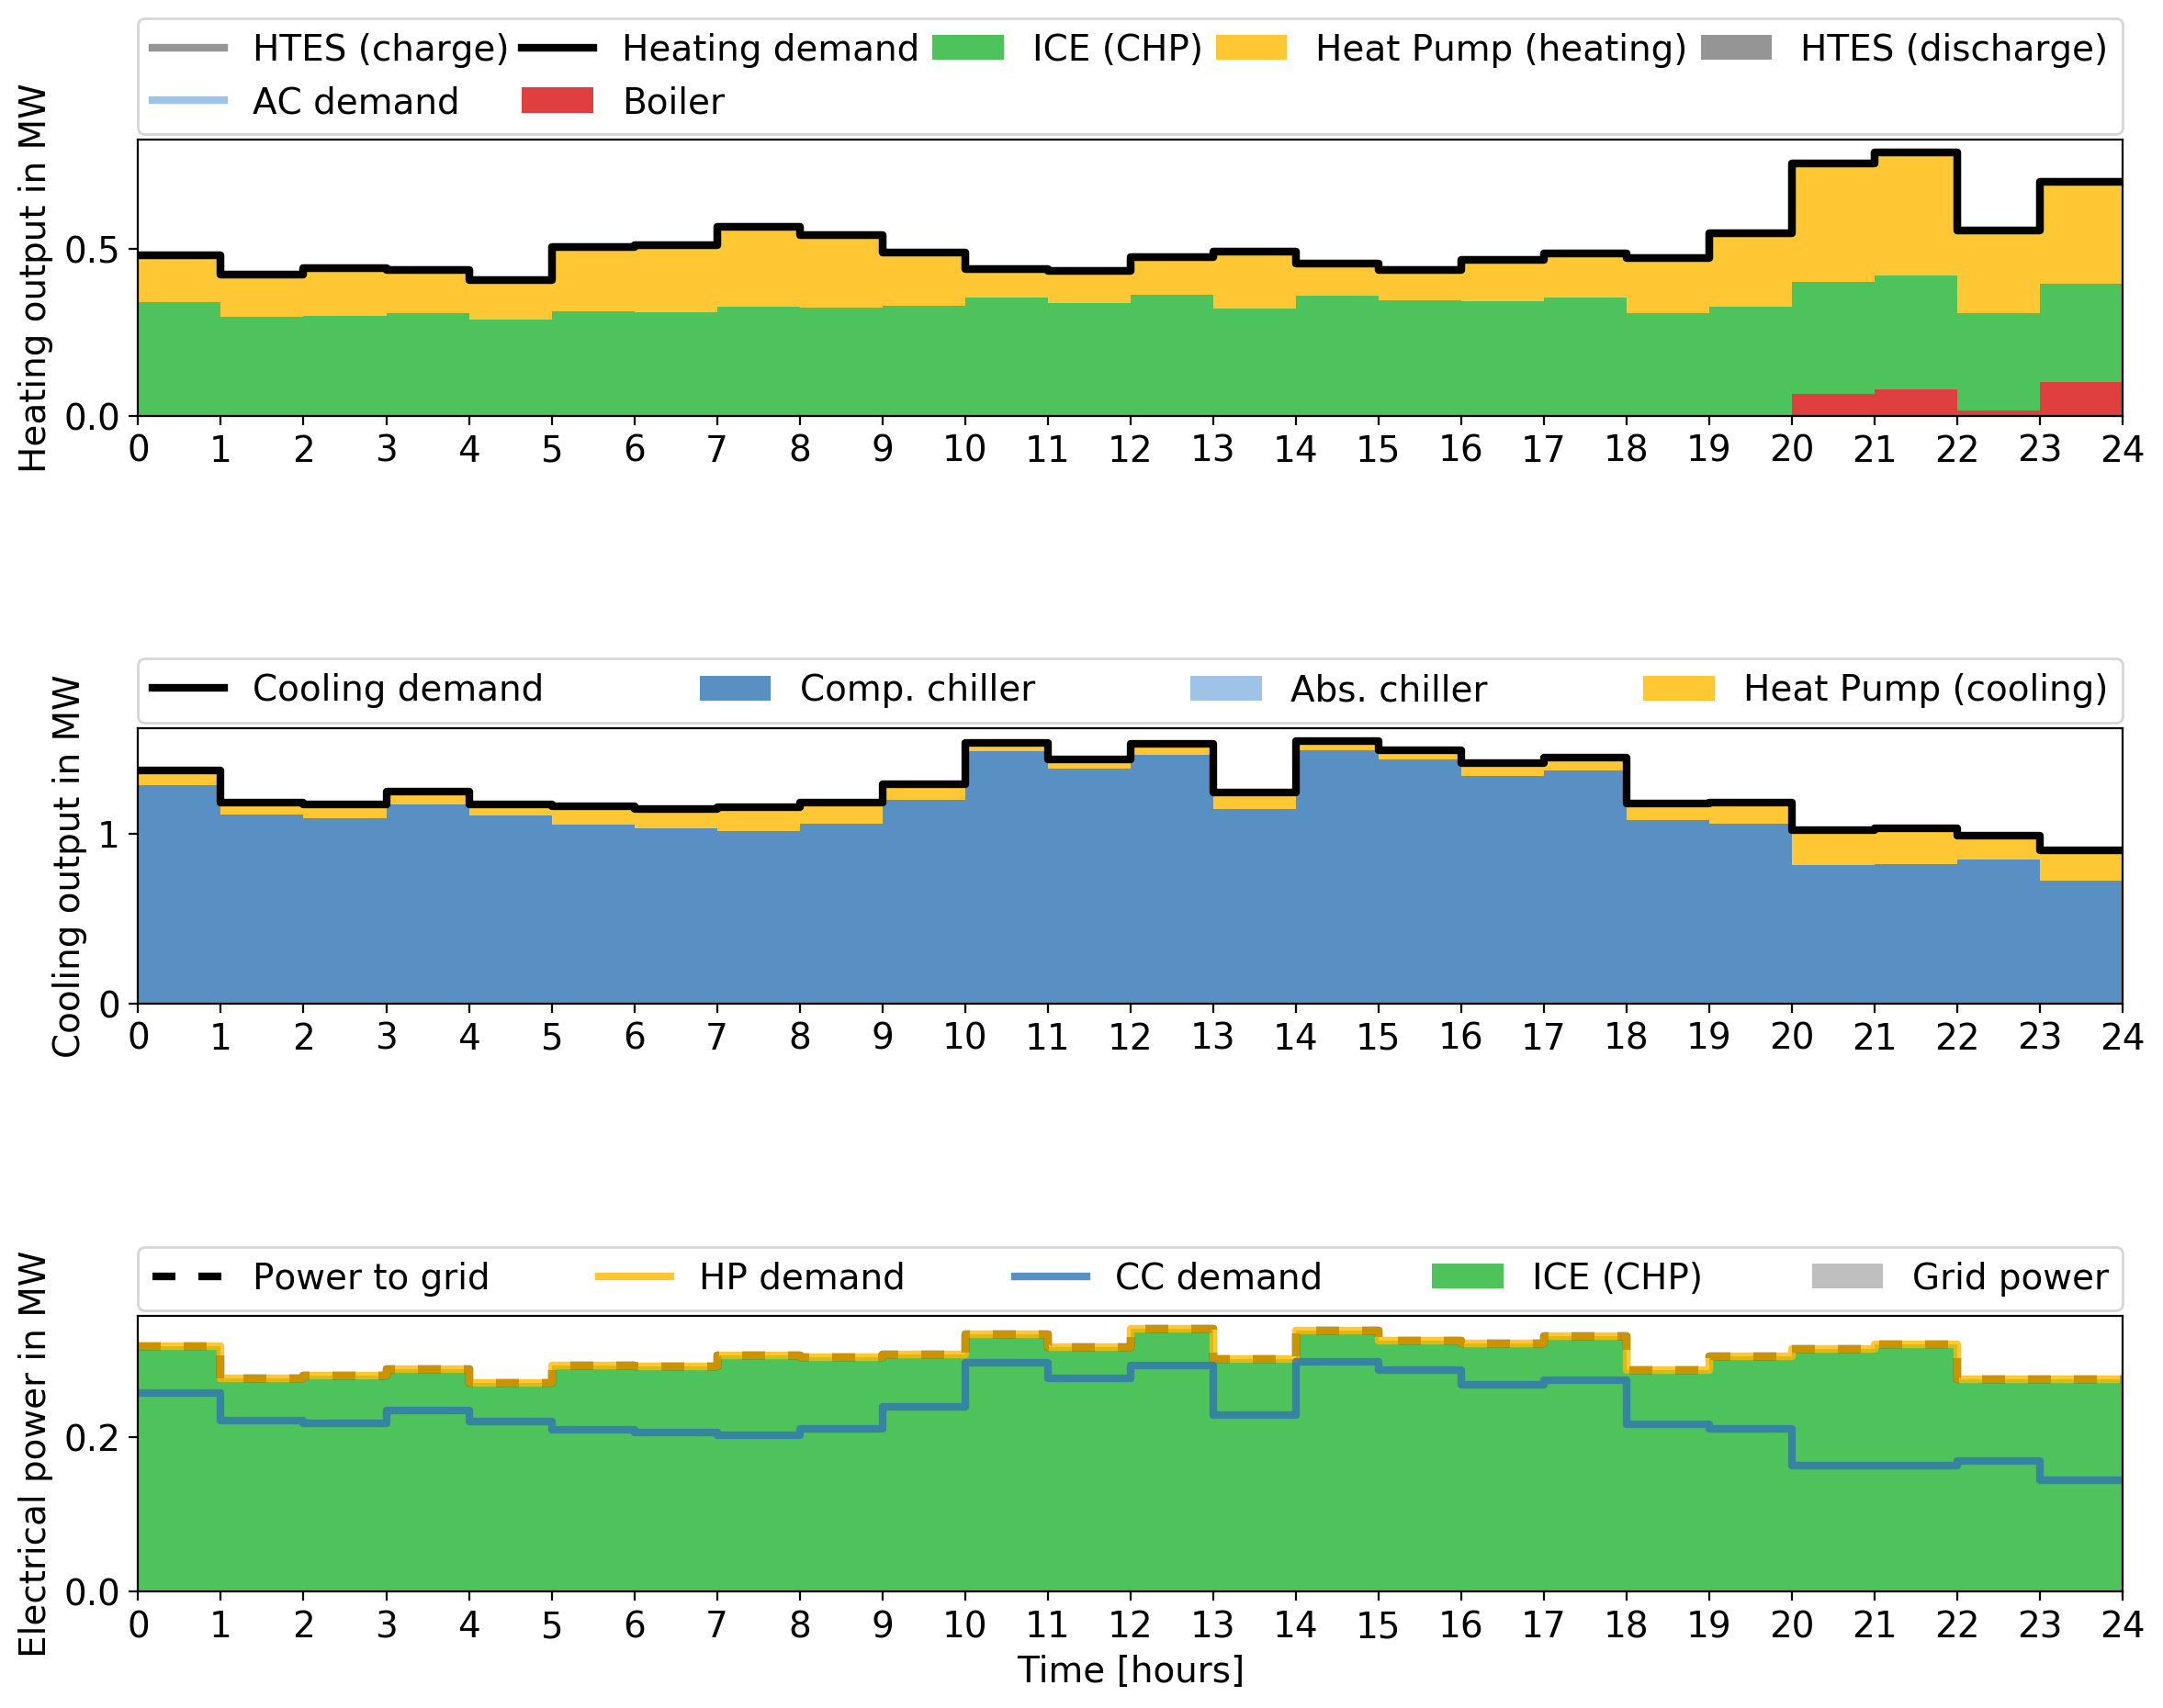 HTES (charge) Heating demand ICE (CHP) Heat Pump (heating) HTES (discharge)
AC demand Boiler
Heating output in MW
0.5
0.0
0 1 2 3 4 5 6 7 8 9 10 11 12 13 14 15 16 17 18 19 20 21 22 23 24
Cooling demand Comp. chiller Abs. chiller Heat Pump (cooling)
Cooling output in MW
1
0
0 1 2 3 4 5 6 7 8 9 10 11 12 13 14 15 16 17 18 19 20 21 22 23 24
Power to grid HP demand CC demand ICE (CHP) Grid power
Electrical power in MW
0.2
0.0
0 1 2 3 4 5 6 7 8 9 10 11 12 13 14 15 16 17 18 19 20 21 22 23 24
Time [hours]